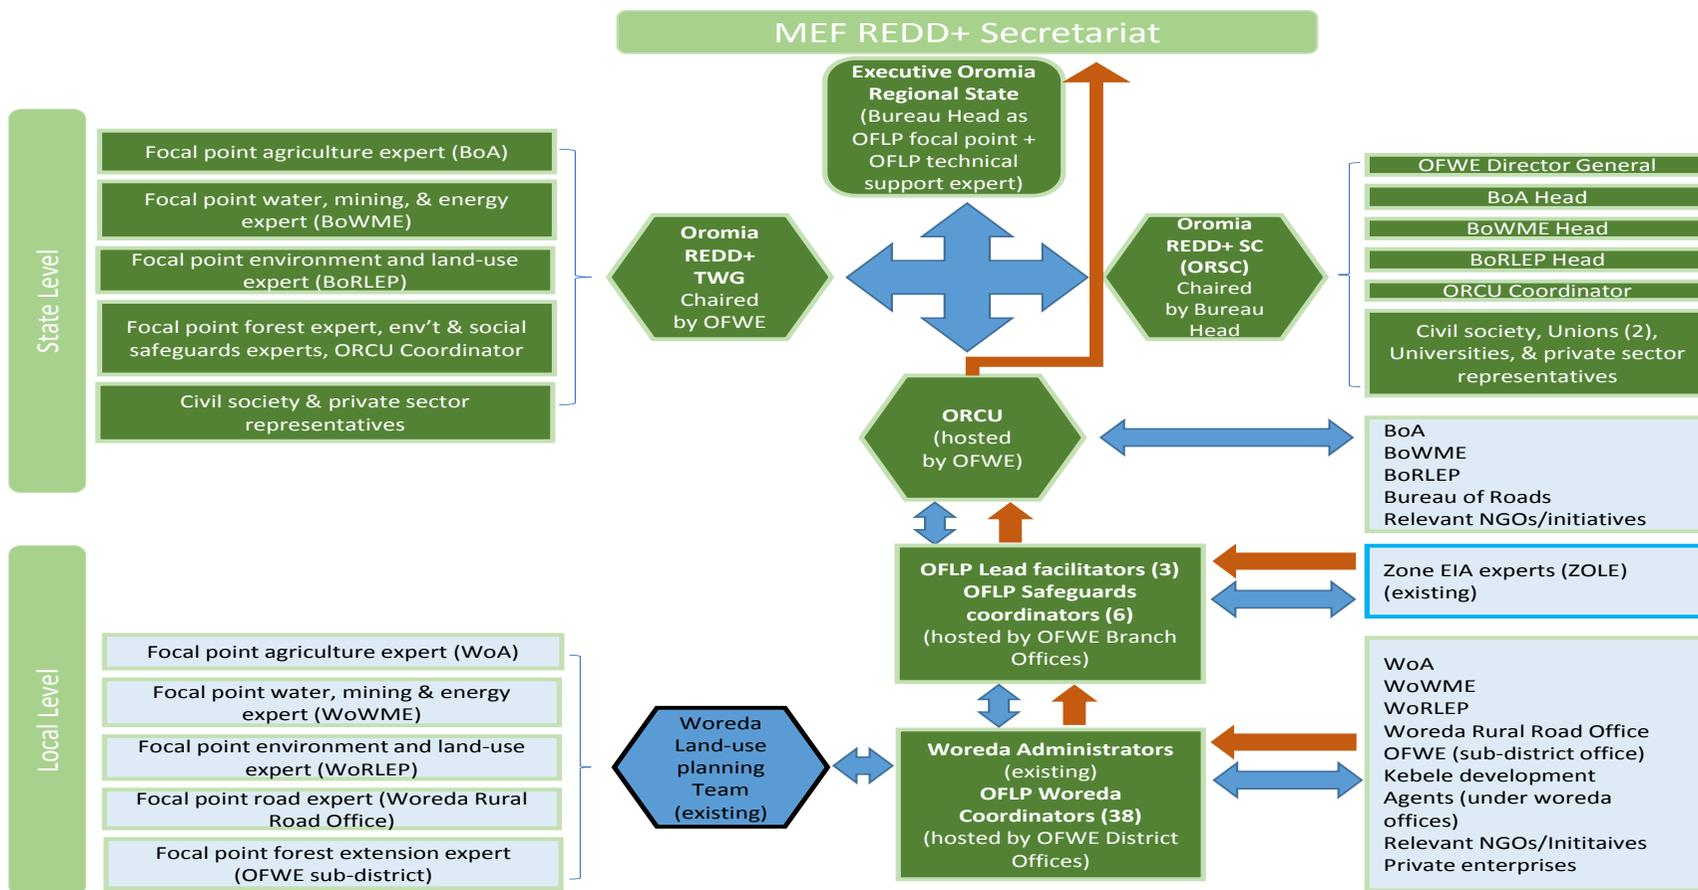 MEF REDD+ Secretariat
Executive Oromia
Regional State
(Bureau Head as
OFLP focal point +
OFLP technical
support expert)
State Level
Focal point agriculture expert (BoA)
Focal point water, mining, & energy
expert (BoWME)
Focal point environment and land-use
expert (BoRLEP)
Focal point forest expert, env't & social
safeguards experts, ORCU Coordinator
Civil society & private sector
representatives
Oromia
REDD+
TWG
Chaired
by OFWE
Oromia
REDD+ SC
(ORSC)
Chaired
by Bureau
Head
OFWE Director General
BoA Head
BoWME Head
BoRLEP Head
ORCU Coordinator
Civil society, Unions (2),
Universities, & private sector
representatives
ORCU
(hosted
by OFWE)
BoA
BoWME
BoRLEP
Bureau of Roads
Relevant NGOs/initiatives
Local Level
OFLP Lead facilitators (3)
OFLP Safeguards
coordinators (6)
(hosted by OFWE Branch
Offices)
Zone EIA experts (ZOLE)
(existing)
Focal point agriculture expert (WoA)
Focal point water, mining & energy
expert (WoWME)
Focal point environment and land-use
expert (WoRLEP)
Focal point road expert (Woreda Rural
Road Office)
Focal point forest extension expert
(OFWE sub-district)
Woreda
Land-use
planning
Team
(existing)
Woreda Administrators
(existing)
OFLP Woreda
Coordinators (38)
(hosted by OFWE District
Offices)
WoA
WoWME
WoRLEP
Woreda Rural Road Office
OFWE (sub-district office)
Kebele development
Agents (under woreda
offices)
Relevant NGOs/Inititaives
Private enterprises